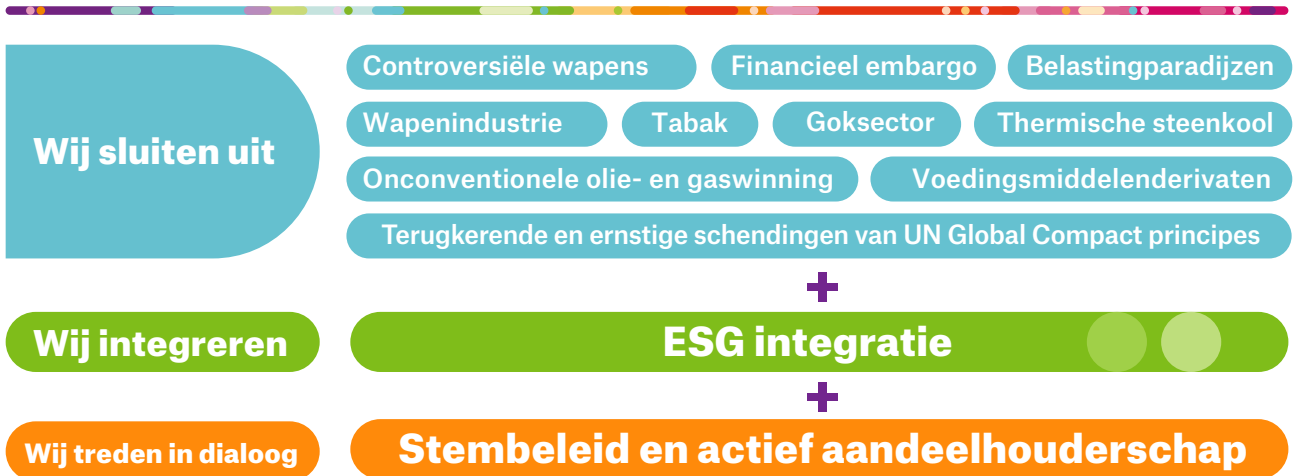 Wij sluiten uit
Controversiële wapens
Financieel embargo
Belastingparadijzen
Wapenindustrie
Tabak
Goksector
Thermische steenkool
Onconventionele olie- en gaswinning
Voedingsmiddelenderivaten
Terugkerende en ernstige schendingen van UN Global Compact principes
+
Wij integreren
ESG integratie
+
Wij treden in dialoog
Stembeleid en actief aandeelhouderschap